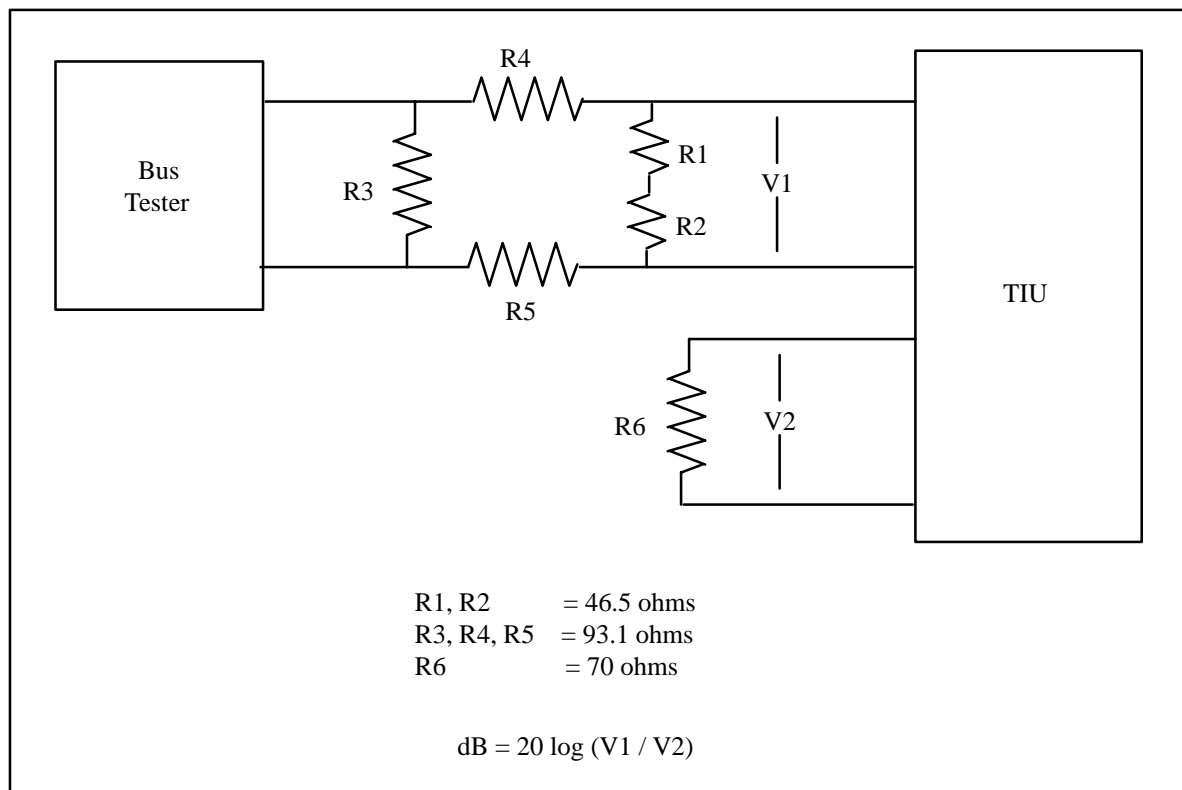 R4
Bus
Tester
R3
R1
R2
V1
R5
TIU
R6
V2
R1, R2 = 46.5 ohms
R3, R4, R5 = 93.1 ohms
R6 = 70 ohms
dB = 20 log (V1 / V2)